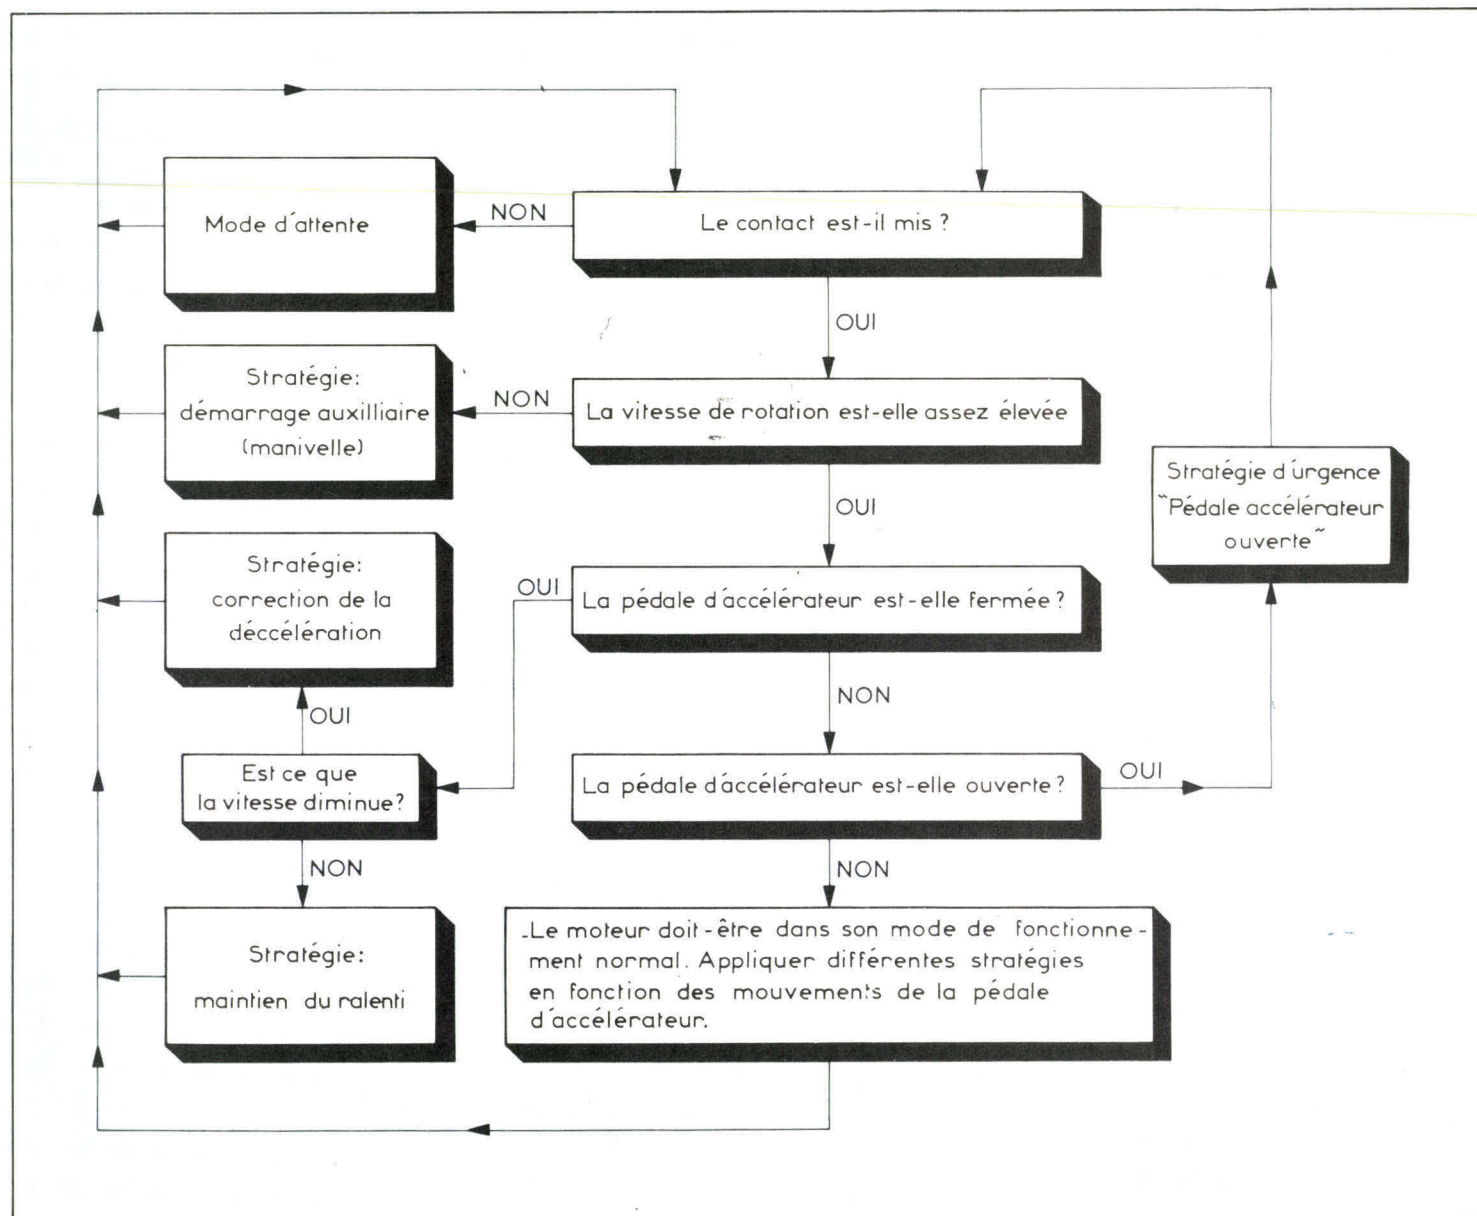 Le contact est-il mis ?
NON
Mode d'attente
OUI
La vitesse de rotation est-elle assez élevée
NON
Stratégie:
démarrage auxilliaire
(manivelle)
OUI
La pédale d'accélérateur est-elle fermée ?
OUI
Est ce que
la vitesse diminue?
OUI
Stratégie:
correction de la
déccélération
NON
Stratégie:
maintien du ralenti
NON
La pédale d'accélérateur est-elle ouverte ?
OUI
Stratégie d'urgence
"Pédale accélérateur
ouverte"
NON
-Le moteur doit-être dans son mode de fonctionne-
ment normal. Appliquer différentes stratégies
en fonction des mouvements de la pédale
d'accélérateur.